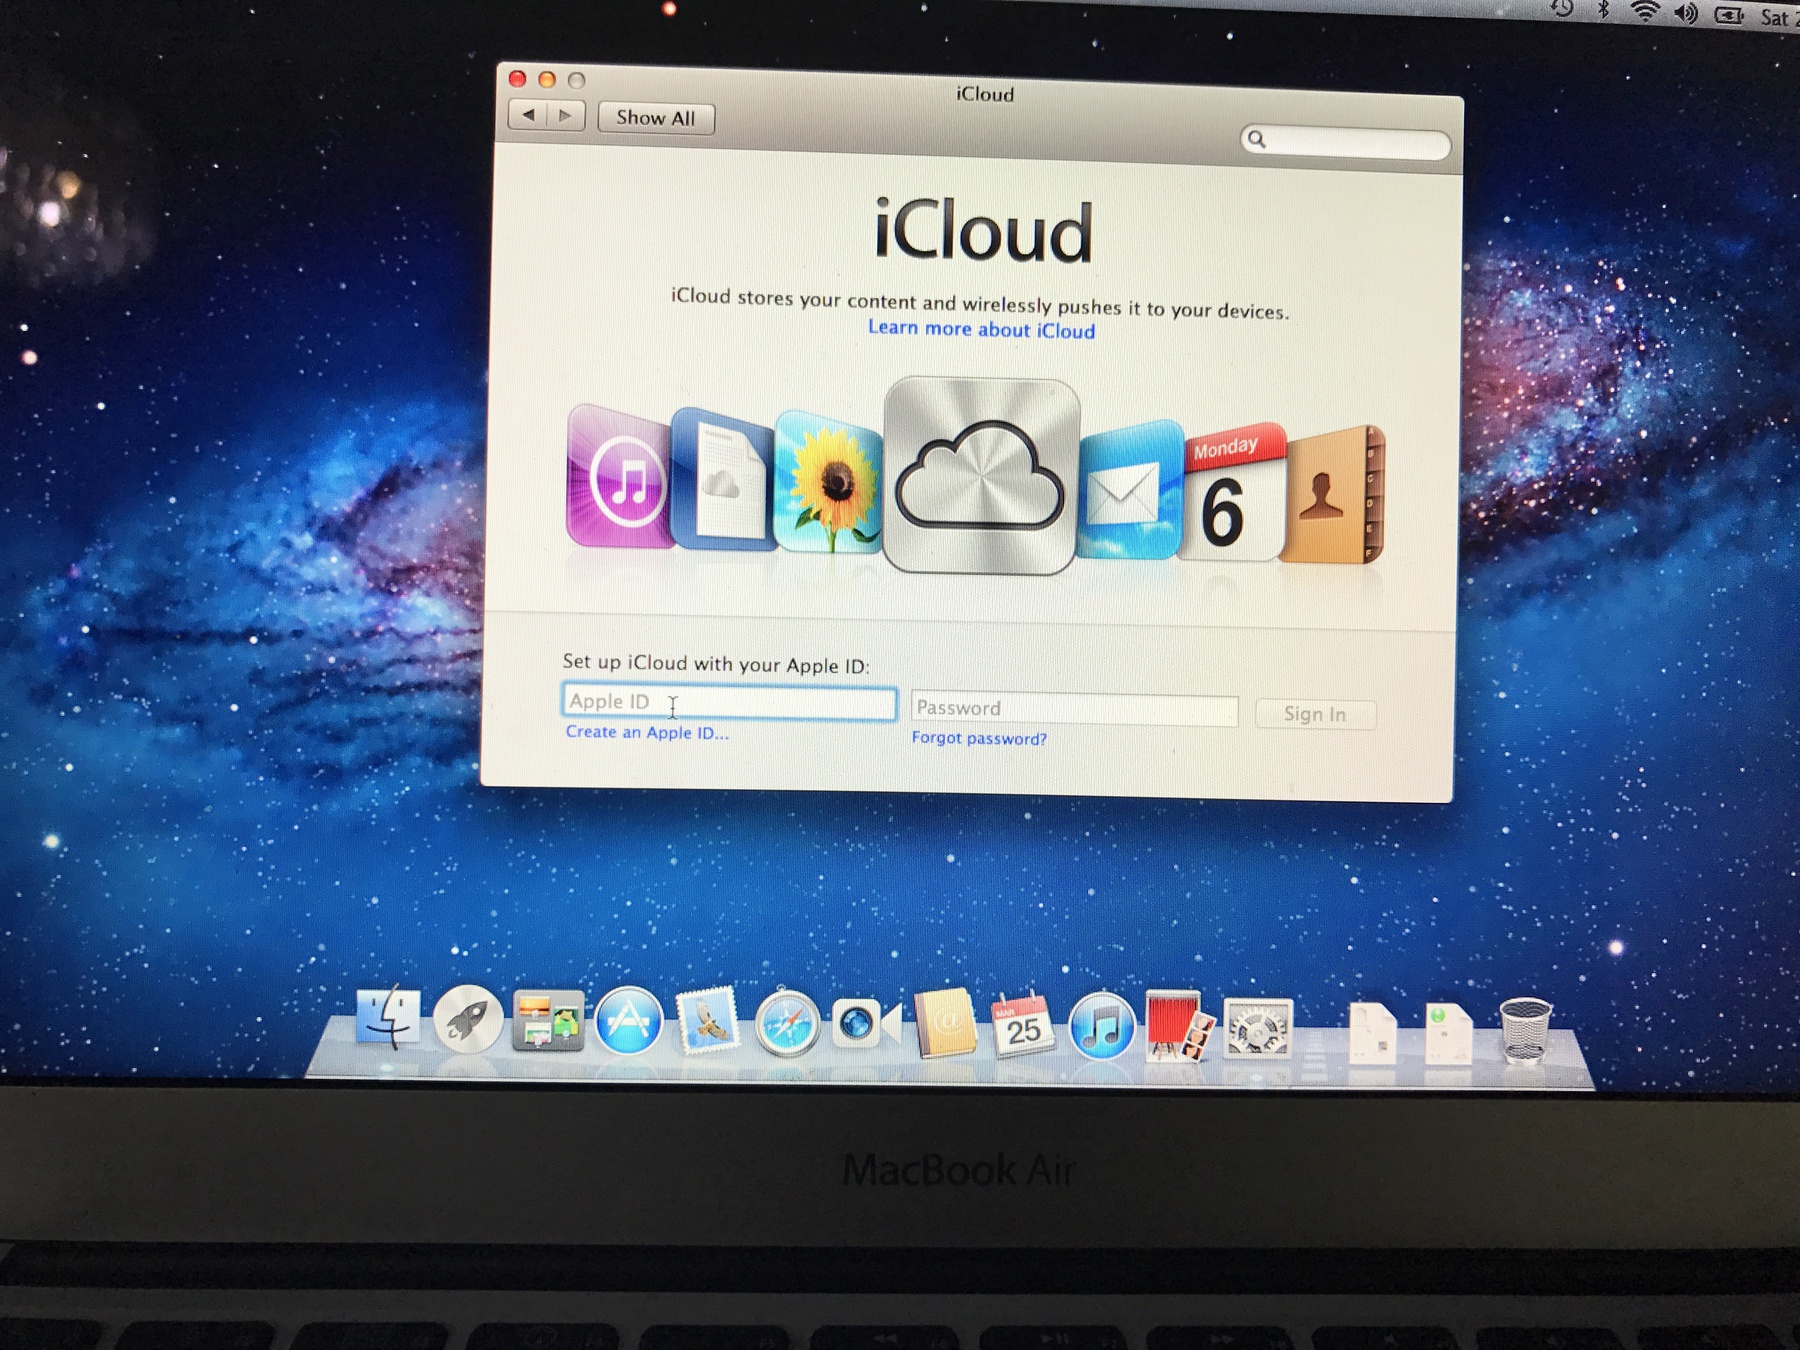 Sat
iCloud
Show All
iCloud
iCloud stores your content and wirelessly pushes it to your devices.
Learn more about iCloud
Monday
6
Set up iCloud with your Apple ID:
Apple ID
Password
Sign In
Create an Apple ID...
Forgot password?
MAR
25
MacBook Air